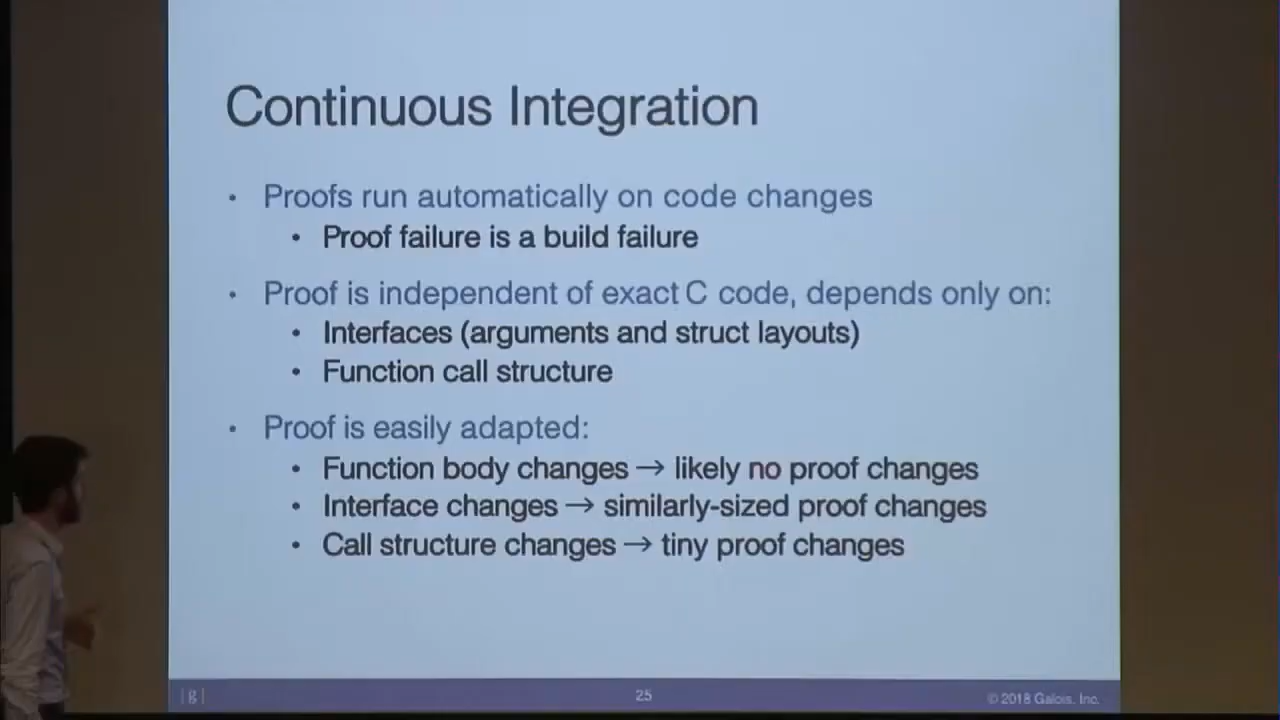 Continuous Integration
• Proofs run automatically on code changes
• Proof failure is a build failure
• Proof is independent of exact C code, depends only on:
• Interfaces (arguments and struct layouts)
• Function call structure
• Proof is easily adapted:
• Function body changes → likely no proof changes
• Interface changes → similarly-sized proof changes
• Call structure changes → tiny proof changes
|g|
25
© 2018 Galois, Inc.